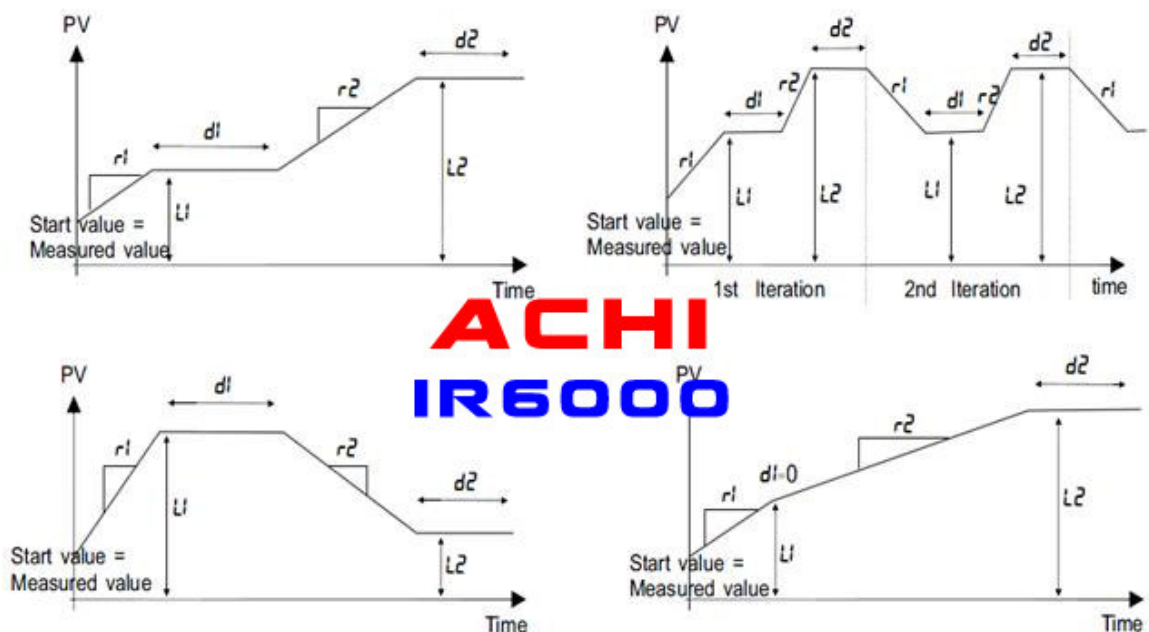 PV
d2
r2
d1
r1
L2
L1
Start value =
Measured value
Time
PV
d2
d2
r2
r1
d1
d1
r2
r1
r1
L1
L2
L1
L2
Start value =
Measured value
1st Iteration
2nd Iteration
time
ACHI
IR6000
PV
d1
r1
r2
d2
L1
L2
Start value =
Measured value
Time
PV
d2
r2
d1=0
r1
L2
L1
Start value =
Measured value
Time